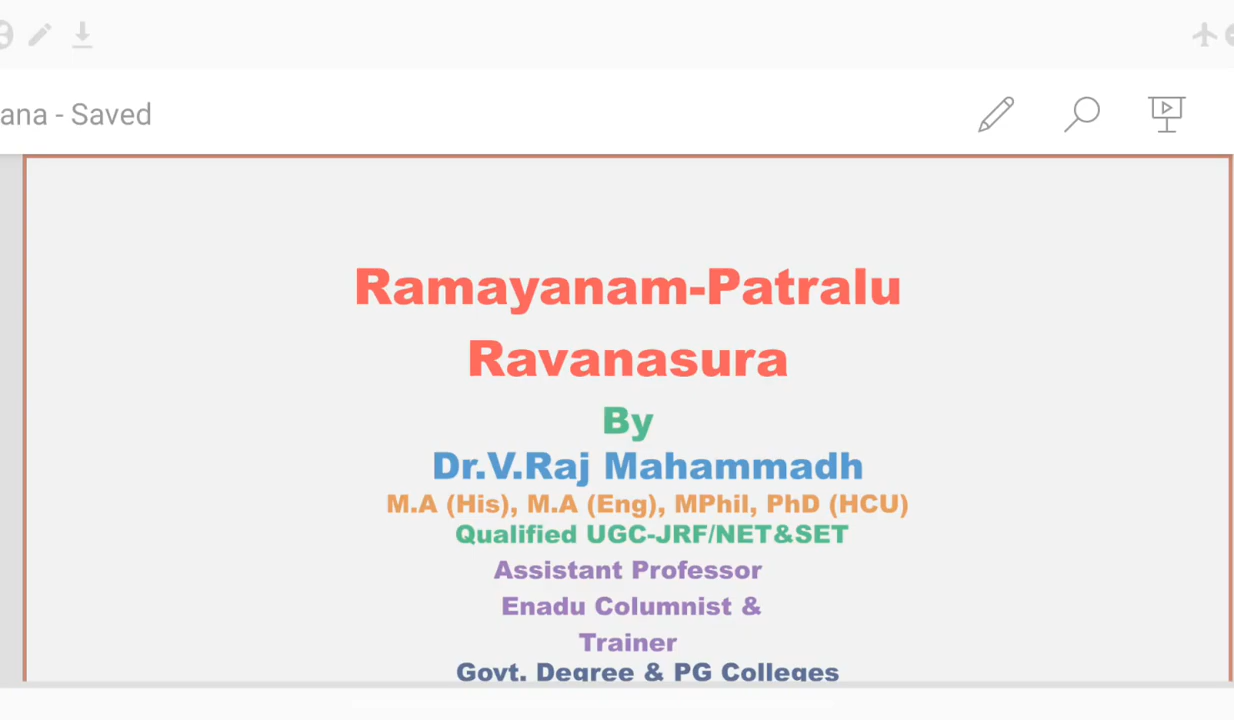 ana - Saved
Ramayanam-Patralu
Ravanasura
By
Dr.V.Raj Mahammadh
M.A (His), M.A (Eng), MPhil, PhD (HCU)
Qualified UGC-JRF/NET&SET
Assistant Professor
Enadu Columnist &
Trainer
Govt. Degree & PG Colleges